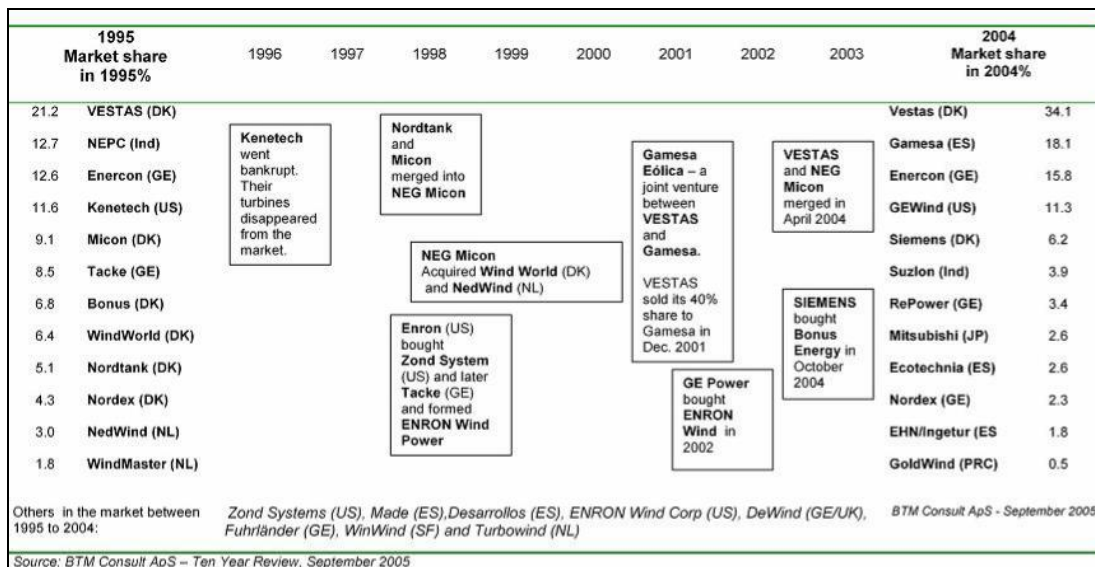 1995
Market share
in 1995%
1996 1997 1998 1999 2000 2001 2002 2003
2004
Market share
in 2004%
21.2 VESTAS (DK)
12.7 NEPC (Ind)
12.6 Enercon (GE)
11.6 Kenetech (US)
9.1 Micon (DK)
8.5 Tacke (GE)
6.8 Bonus (DK)
6.4 WindWorld (DK)
5.1 Nordtank (DK)
4.3 Nordex (DK)
3.0 NedWind (NL)
1.8 WindMaster (NL)
Kenetech
went
bankrupt.
Their
turbines
disappeared
from the
market.
Nordtank
and
Micon
merged into
NEG Micon
NEG Micon
Acquired Wind World (DK)
and NedWind (NL)
Enron (US)
bought
Zond System
(US) and later
Tacke (GE)
and formed
ENRON Wind
Power
Gamesa
Eólica – a
joint venture
between
VESTAS
and
Gamesa.
VESTAS
sold its 40%
share to
Gamesa in
Dec. 2001
GE Power
bought
ENRON
Wind in
2002
VESTAS
and NEG
Micon
merged in
April 2004
SIEMENS
bought
Bonus
Energy in
October
2004
Vestas (DK) 34.1
Gamesa (ES) 18.1
Enercon (GE) 15.8
GEWind (US) 11.3
Siemens (DK) 6.2
Suzlon (Ind) 3.9
RePower (GE) 3.4
Mitsubishi (JP) 2.6
Ecotechnia (ES) 2.6
Nordex (GE) 2.3
EHN/Ingetur (ES 1.8
GoldWind (PRC) 0.5
Others in the market between
1995 to 2004:
Zond Systems (US), Made (ES),Desarrollos (ES), ENRON Wind Corp (US), DeWind (GE/UK),
Fuhrländer (GE), WinWind (SF) and Turbowind (NL)
BTM Consult ApS - September 2005
Source: BTM Consult ApS – Ten Year Review, September 2005